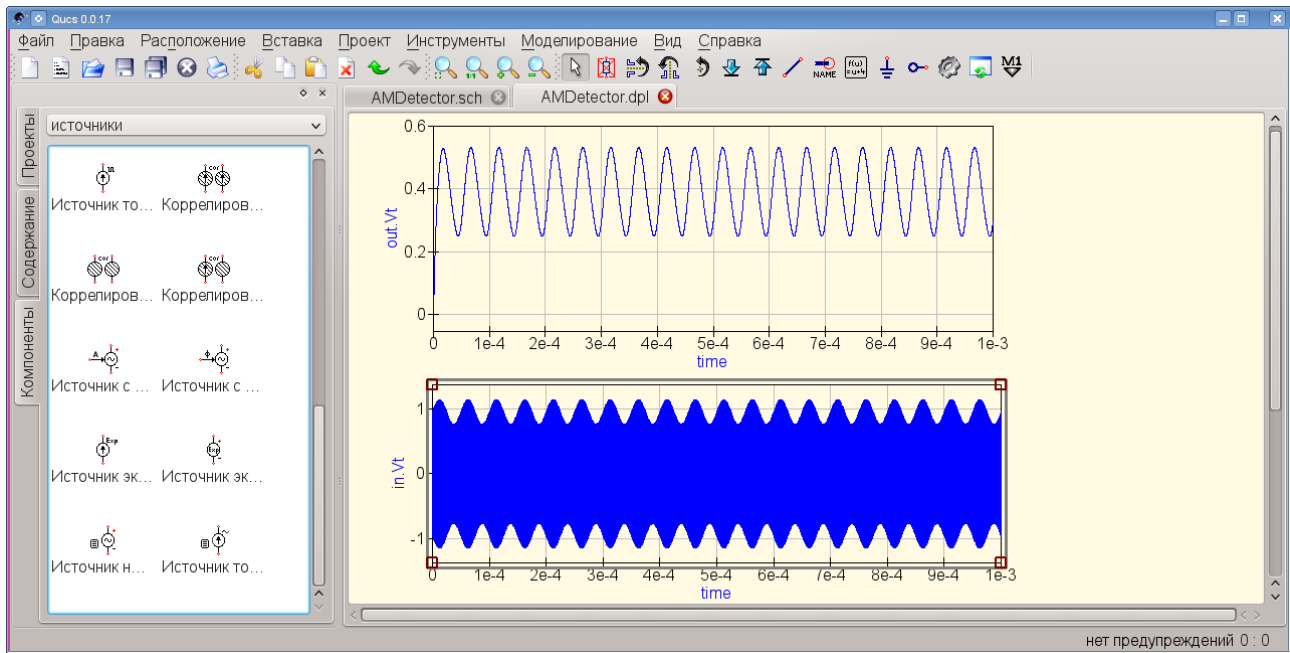 Qucs 0.0.17
Файл Правка Расположение Вставка Проект Инструменты Моделирование Вид Справка
NAME
M1
AMDetector.sch AMDetector.dpl
Проекты
Содержание
Компоненты
источники
Источник то... Коррелиров...
Коррелиров... Коррелиров...
Источник с ... Источник с ...
Источник эк... Источник эк...
Источник н... Источник то...
0.6
0.4
0.2
0
out.Vt
0 1e-4 2e-4 3e-4 4e-4 5e-4 6e-4 7e-4 8e-4 9e-4 1e-3
time
1
0
-1
in.Vt
0 1e-4 2e-4 3e-4 4e-4 5e-4 6e-4 7e-4 8e-4 9e-4 1e-3
time
нет предупреждений 0 : 0